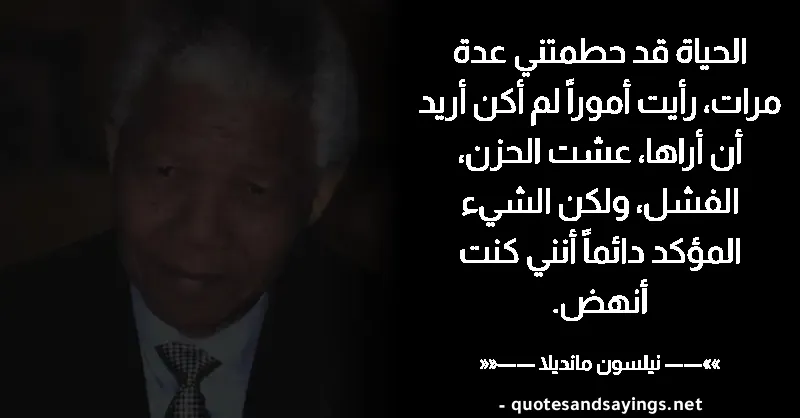 الحياة قد حطمتني عدة
مرات، رأيت أموراً لم أكن أريد
أن أراها، عشت الحزن،
الفشل، ولكن الشيء
المؤكد دائماً أنني كنت
أنهض.
»»—— نيلسون مانديلا ——««
- quotesandsayings.net